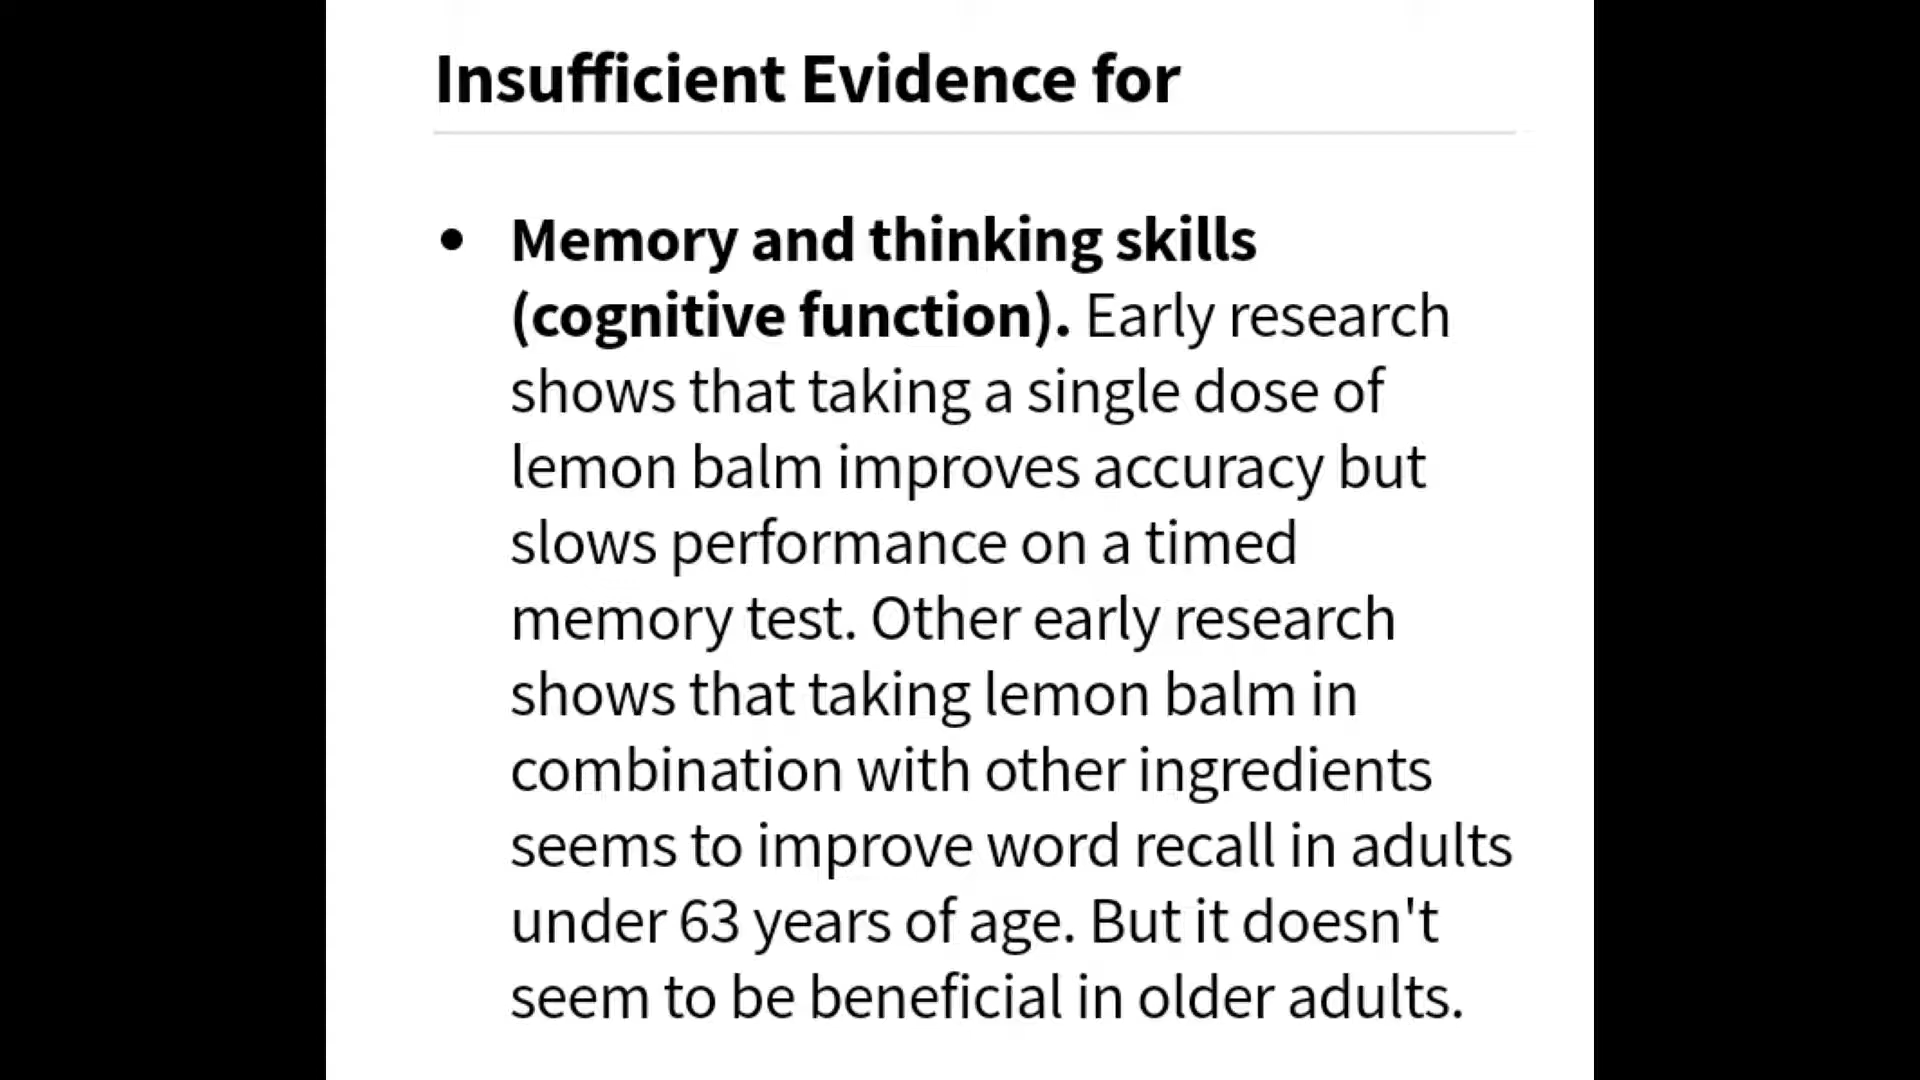 Insufficient Evidence for
• Memory and thinking skills
(cognitive function). Early research
shows that taking a single dose of
lemon balm improves accuracy but
slows performance on a timed
memory test. Other early research
shows that taking lemon balm in
combination with other ingredients
seems to improve word recall in adults
under 63 years of age. But it doesn't
seem to be beneficial in older adults.